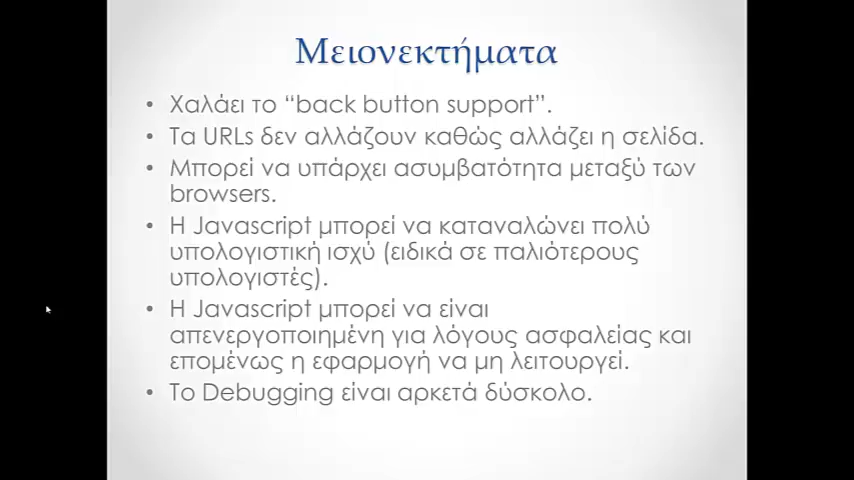 Μειονεκτήματα
• Χαλάει το “back button support”.
• Τα URLs δεν αλλάζουν καθώς αλλάζει η σελίδα.
• Μπορεί να υπάρχει ασυμβατότητα μεταξύ των
browsers.
• Η Javascript μπορεί να καταναλώνει πολύ
υπολογιστική ισχύ (ειδικά σε παλιότερους
υπολογιστές).
• Η Javascript μπορεί να είναι
απενεργοποιημένη για λόγους ασφαλείας και
επομένως η εφαρμογή να μη λειτουργεί.
• Το Debugging είναι αρκετά δύσκολο.